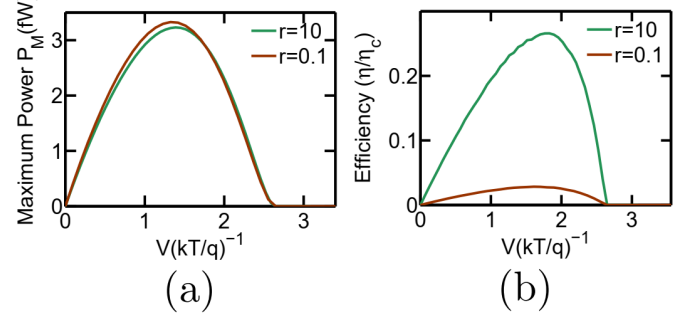 Maximum Power P_M(fW
3
2
1
0
0
1
2
3
V(kT/q)⁻¹
r=10
r=0.1
(a)
Efficiency (η/η_c)
0.2
0.1
0
0
1
2
3
V(kT/q)⁻¹
r=10
r=0.1
(b)